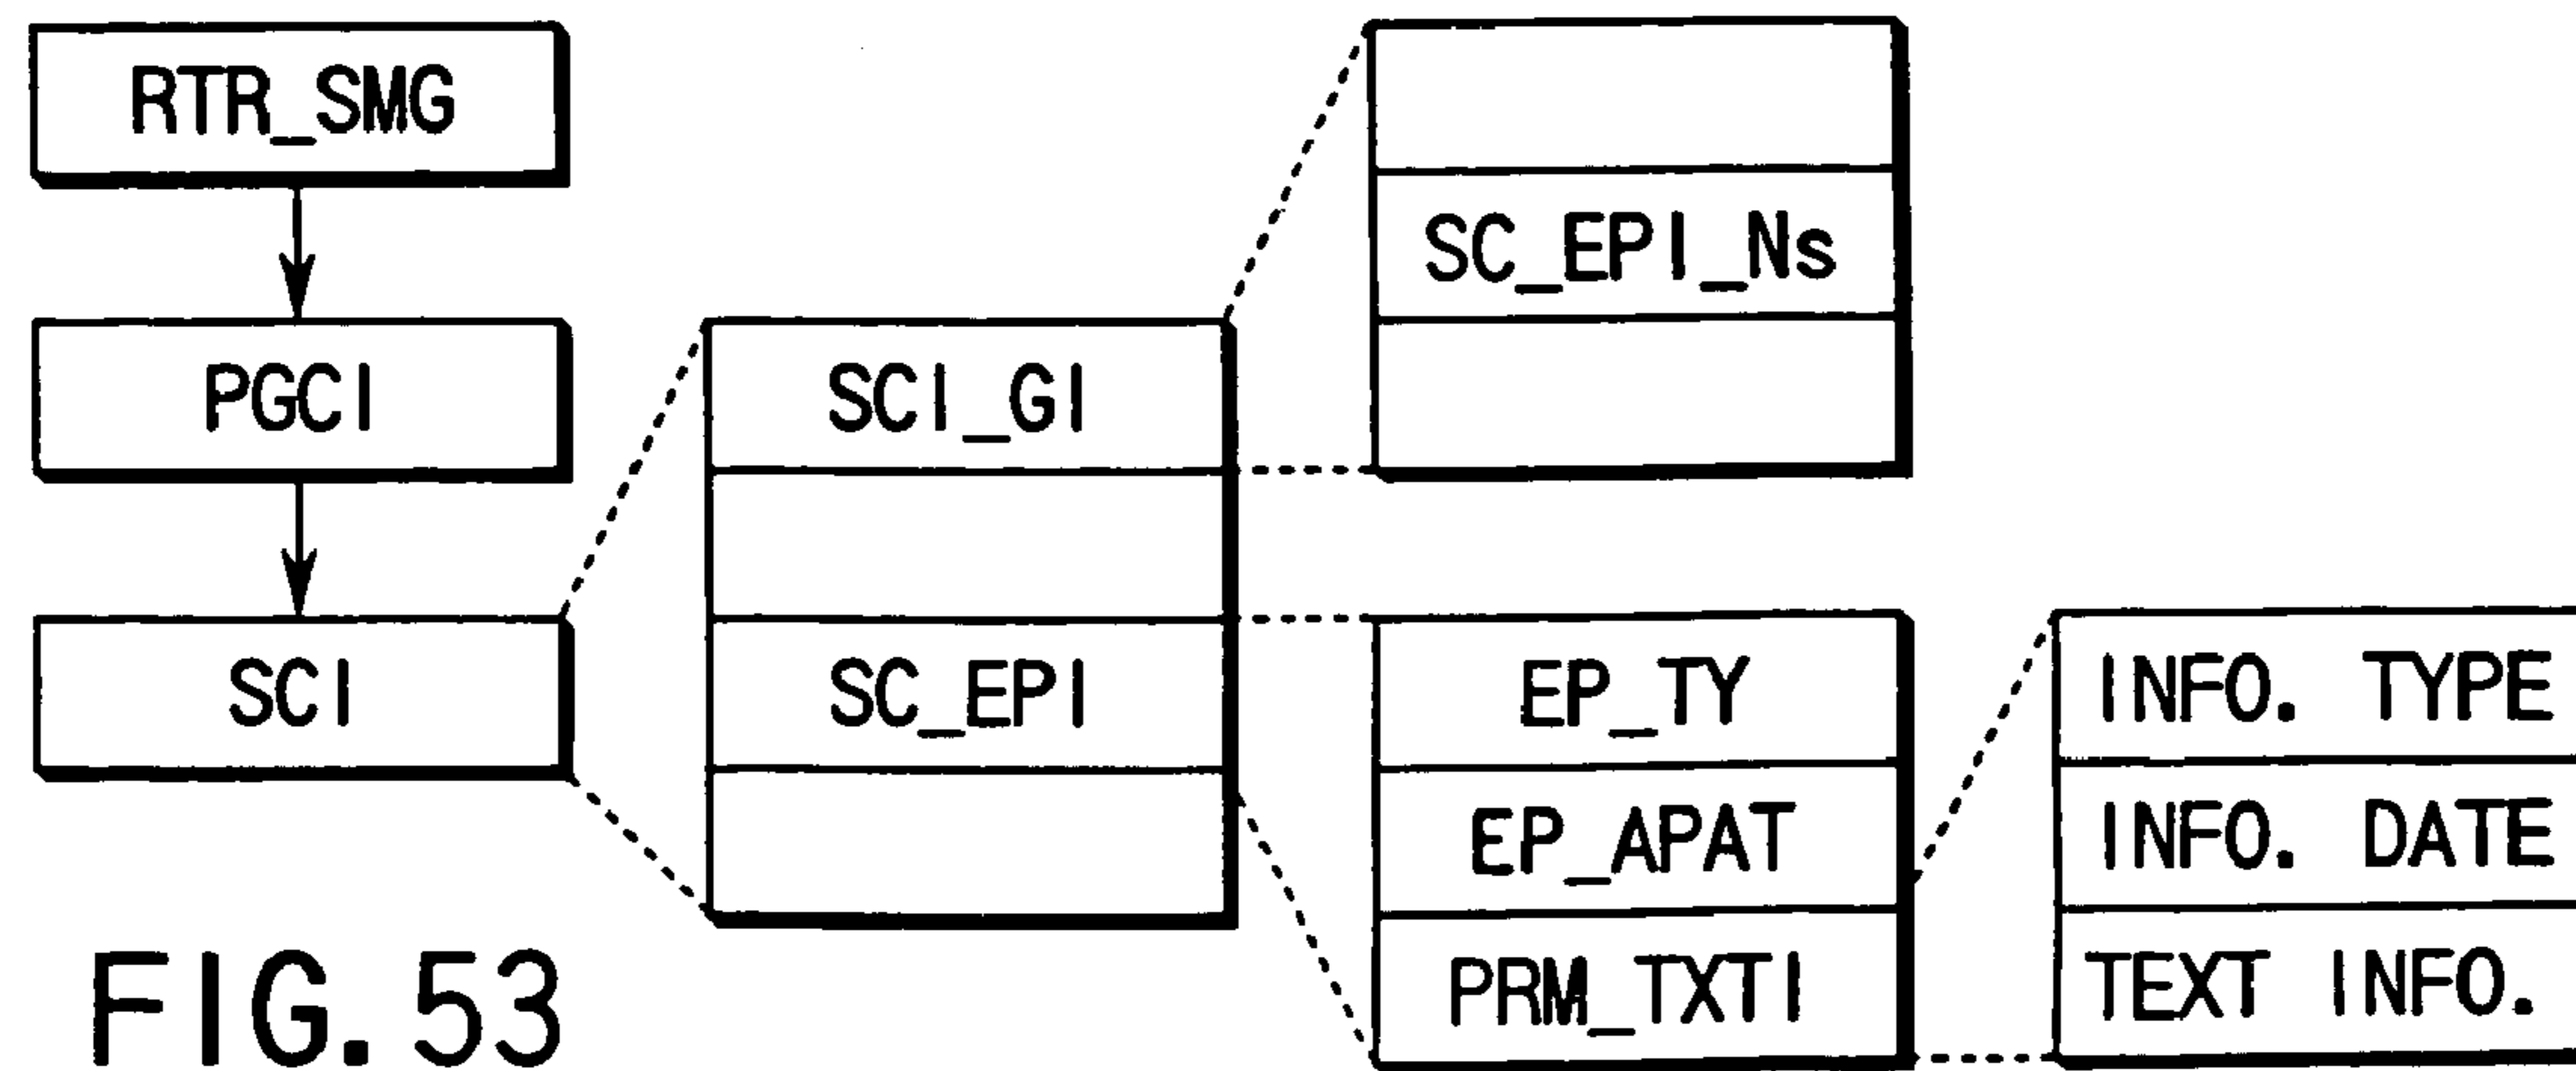 RTR_SMG
PGCI
SCI
SCI_GI
SC_EPI
SC_EPI_Ns
EP_TY
EP_APAT
PRM_TXTI
INFO. TYPE
INFO. DATE
TEXT INFO.
FIG. 53